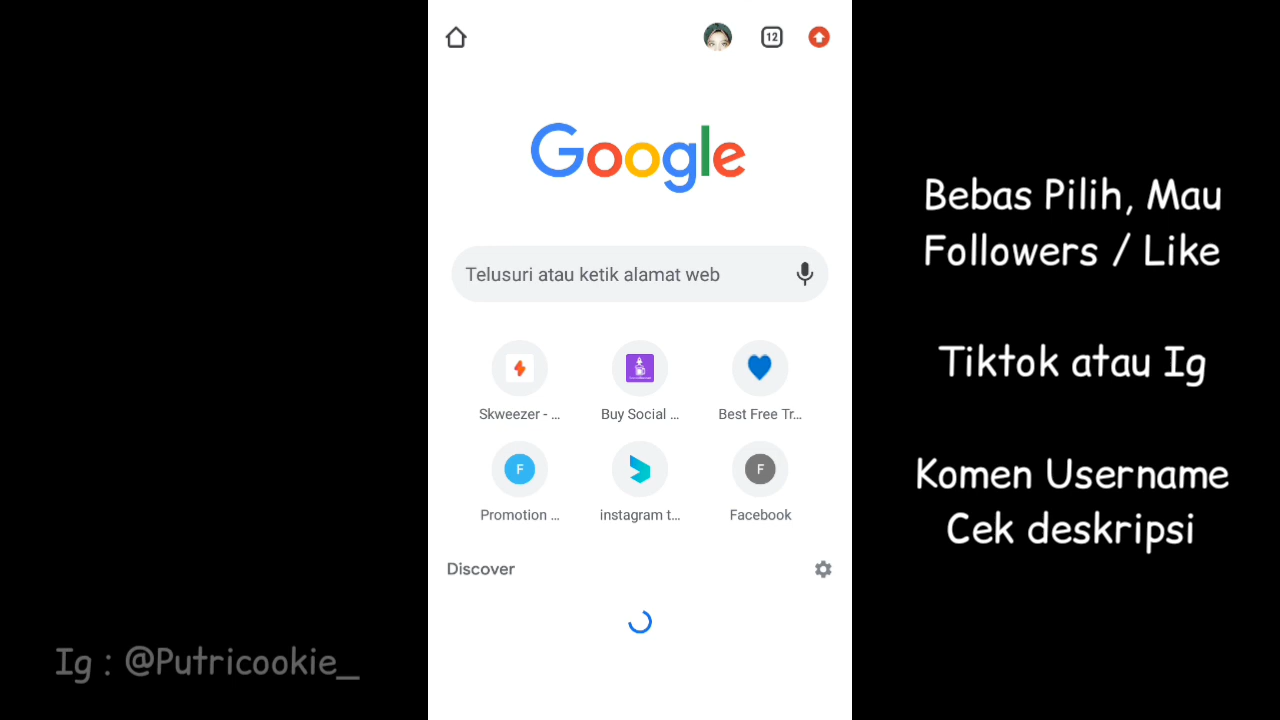 12
Google
Telusuri atau ketik alamat web
Skweezer - ...
Buy Social ...
Best Free Tr...
F
F
Promotion ...
instagram t...
Facebook
Discover
Bebas Pilih, Mau
Followers / Like
Tiktok atau Ig
Komen Username
Cek deskripsi
Ig : @Putricookie_